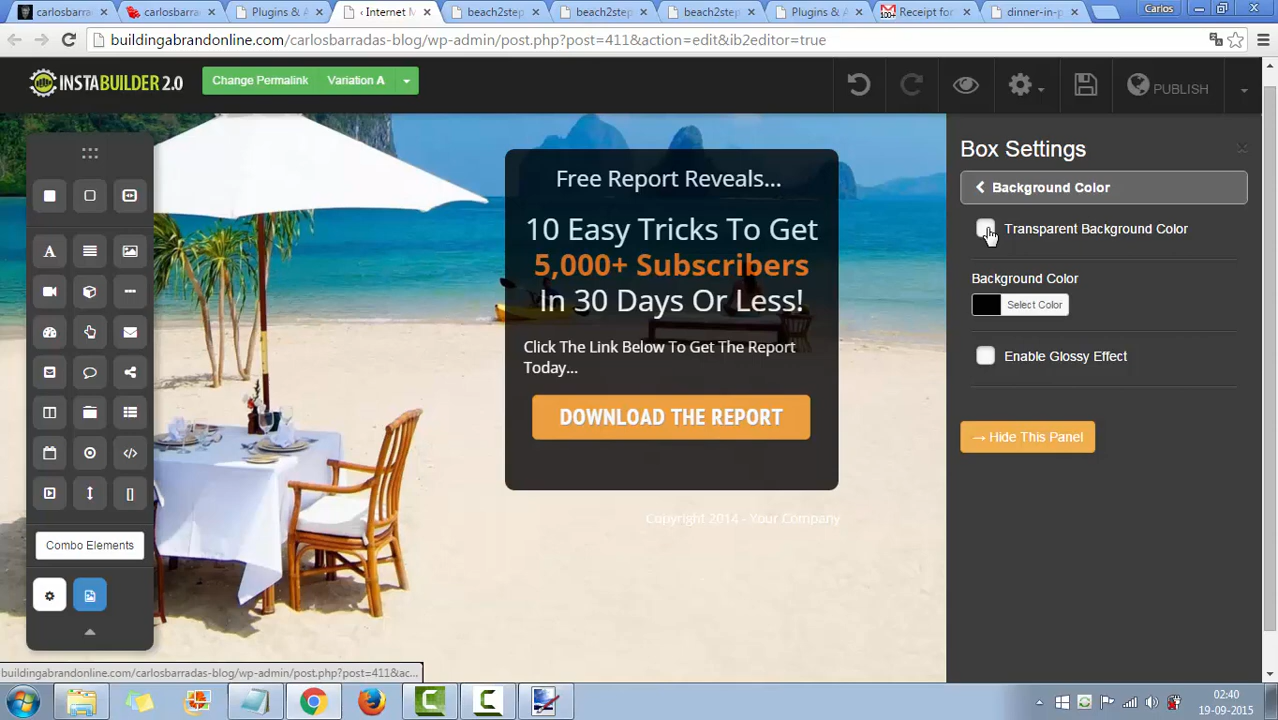 carlosbarrad
carlosbarrad
Plugins & A
‹ Internet M
beach2step
beach2step
beach2step
Plugins & A
Receipt for
dinner-in-p
Carlos
buildingabrandonline.com/carlosbarradas-blog/wp-admin/post.php?post=411&action=edit&ib2editor=true
INSTABUILDER 2.0
Change Permalink
Variation A
PUBLISH
Box Settings
Background Color
Transparent Background Color
Background Color
Select Color
Enable Glossy Effect
→ Hide This Panel
Free Report Reveals...
10 Easy Tricks To Get
5,000+ Subscribers
In 30 Days Or Less!
Click The Link Below To Get The Report
Today...
DOWNLOAD THE REPORT
Copyright 2014 - Your Company
Combo Elements
buildingabrandonline.com/carlosbarradas-blog/wp-admin/post.php?post=411&ac...
02:40
19-09-2015